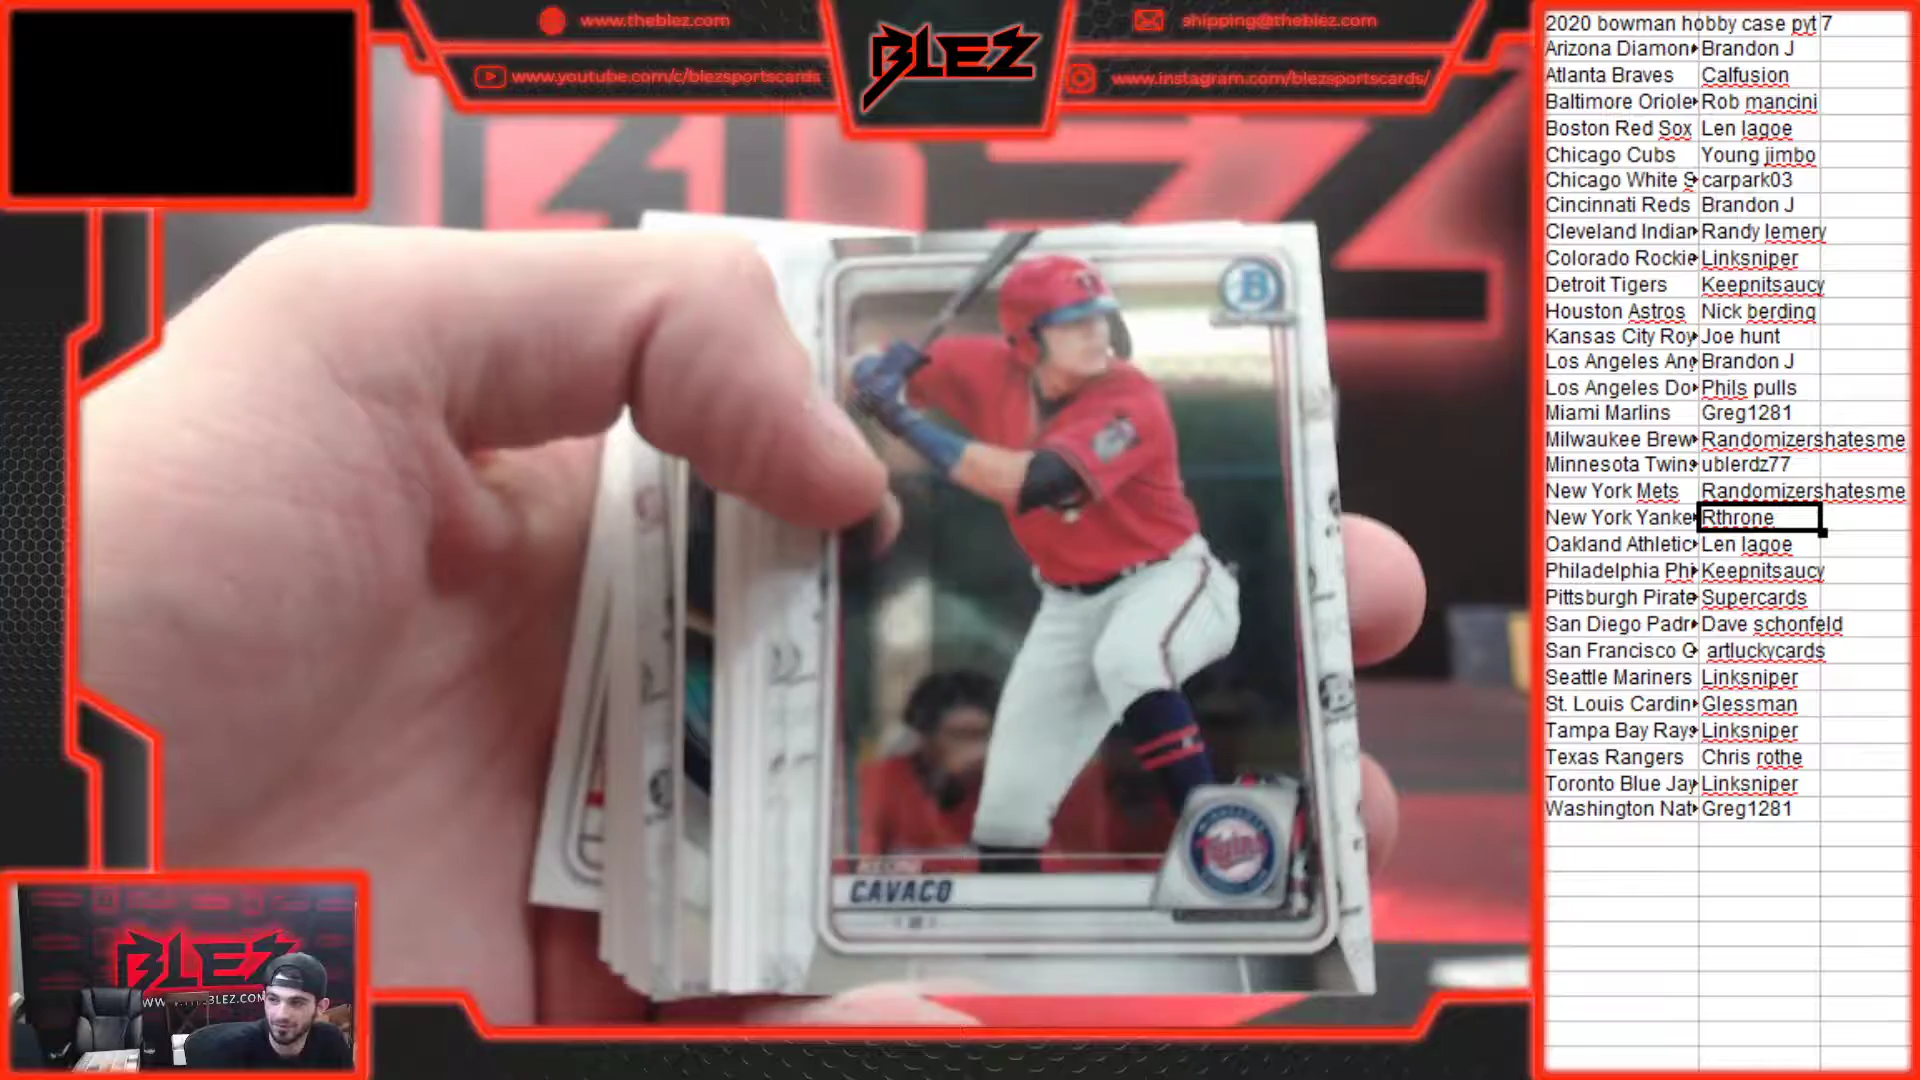 www.theblez.com
shipping@theblez.com
www.youtube.com/c/blezsportscards
www.instagram.com/blezsportscards/
BLEZ
2020 bowman hobby case pyt 7
Arizona Diamon Brandon J
Atlanta Braves Calfusion
Baltimore Oriole Rob mancini
Boston Red Sox Len lagoe
Chicago Cubs Young jimbo
Chicago White S carpark03
Cincinnati Reds Brandon J
Cleveland Indian Randy lemery
Colorado Rockie Linksniper
Detroit Tigers Keepnitsaucy
Houston Astros Nick berding
Kansas City Roy Joe hunt
Los Angeles Ang Brandon J
Los Angeles Do Phils pulls
Miami Marlins Greg1281
Milwaukee Brew Randomizershatesme
Minnesota Twins ublerdz77
New York Mets Randomizershatesme
New York Yanke Rthrone
Oakland Athletic Len lagoe
Philadelphia Phi Keepnitsaucy
Pittsburgh Pirate Supercards
San Diego Padr Dave schonfeld
San Francisco G artluckycards
Seattle Mariners Linksniper
St. Louis Cardin Glessman
Tampa Bay Rays Linksniper
Texas Rangers Chris rothe
Toronto Blue Jay Linksniper
Washington Nat Greg1281
B
Twins
CAVACO
BLEZ
WWW.THEBLEZ.COM